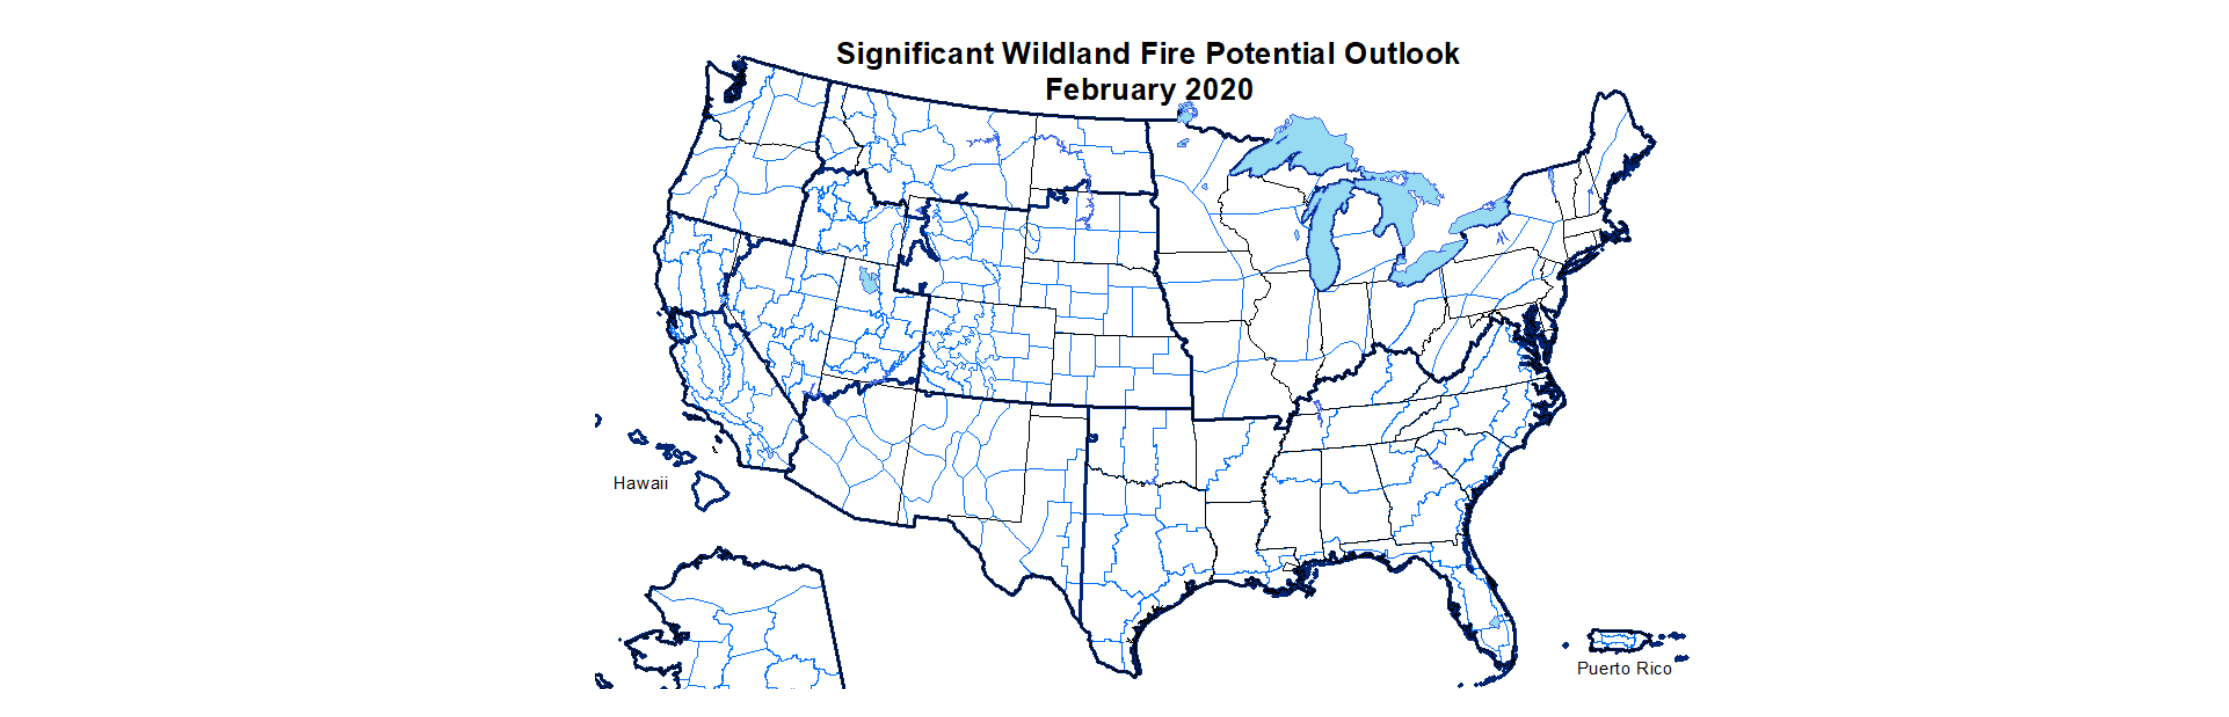 Significant Wildland Fire Potential Outlook
February 2020
Hawaii
Puerto Rico